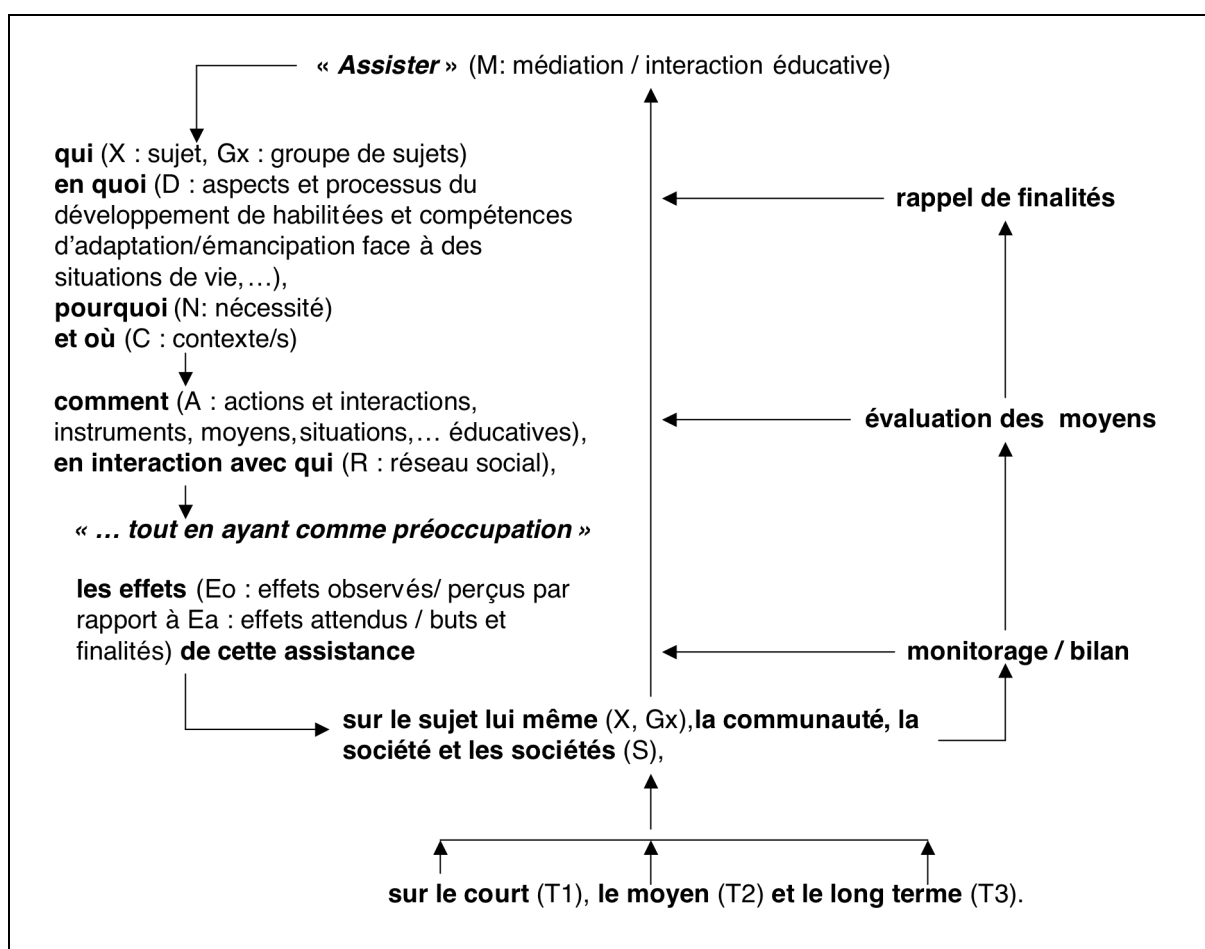 « Assister » (M: médiation / interaction éducative)
qui (X : sujet, Gx : groupe de sujets)
en quoi (D : aspects et processus du
développement de habilitées et compétences
d'adaptation/émancipation face à des
situations de vie,…),
pourquoi (N: nécessité)
et où (C : contexte/s)
comment (A : actions et interactions,
instruments, moyens,situations,… éducatives),
en interaction avec qui (R : réseau social),
« … tout en ayant comme préoccupation »
les effets (Eo : effets observés/ perçus par
rapport à Ea : effets attendus / buts et
finalités) de cette assistance
sur le sujet lui même (X, Gx),la communauté, la
société et les sociétés (S),
sur le court (T1), le moyen (T2) et le long terme (T3).
rappel de finalités
évaluation des moyens
monitorage / bilan